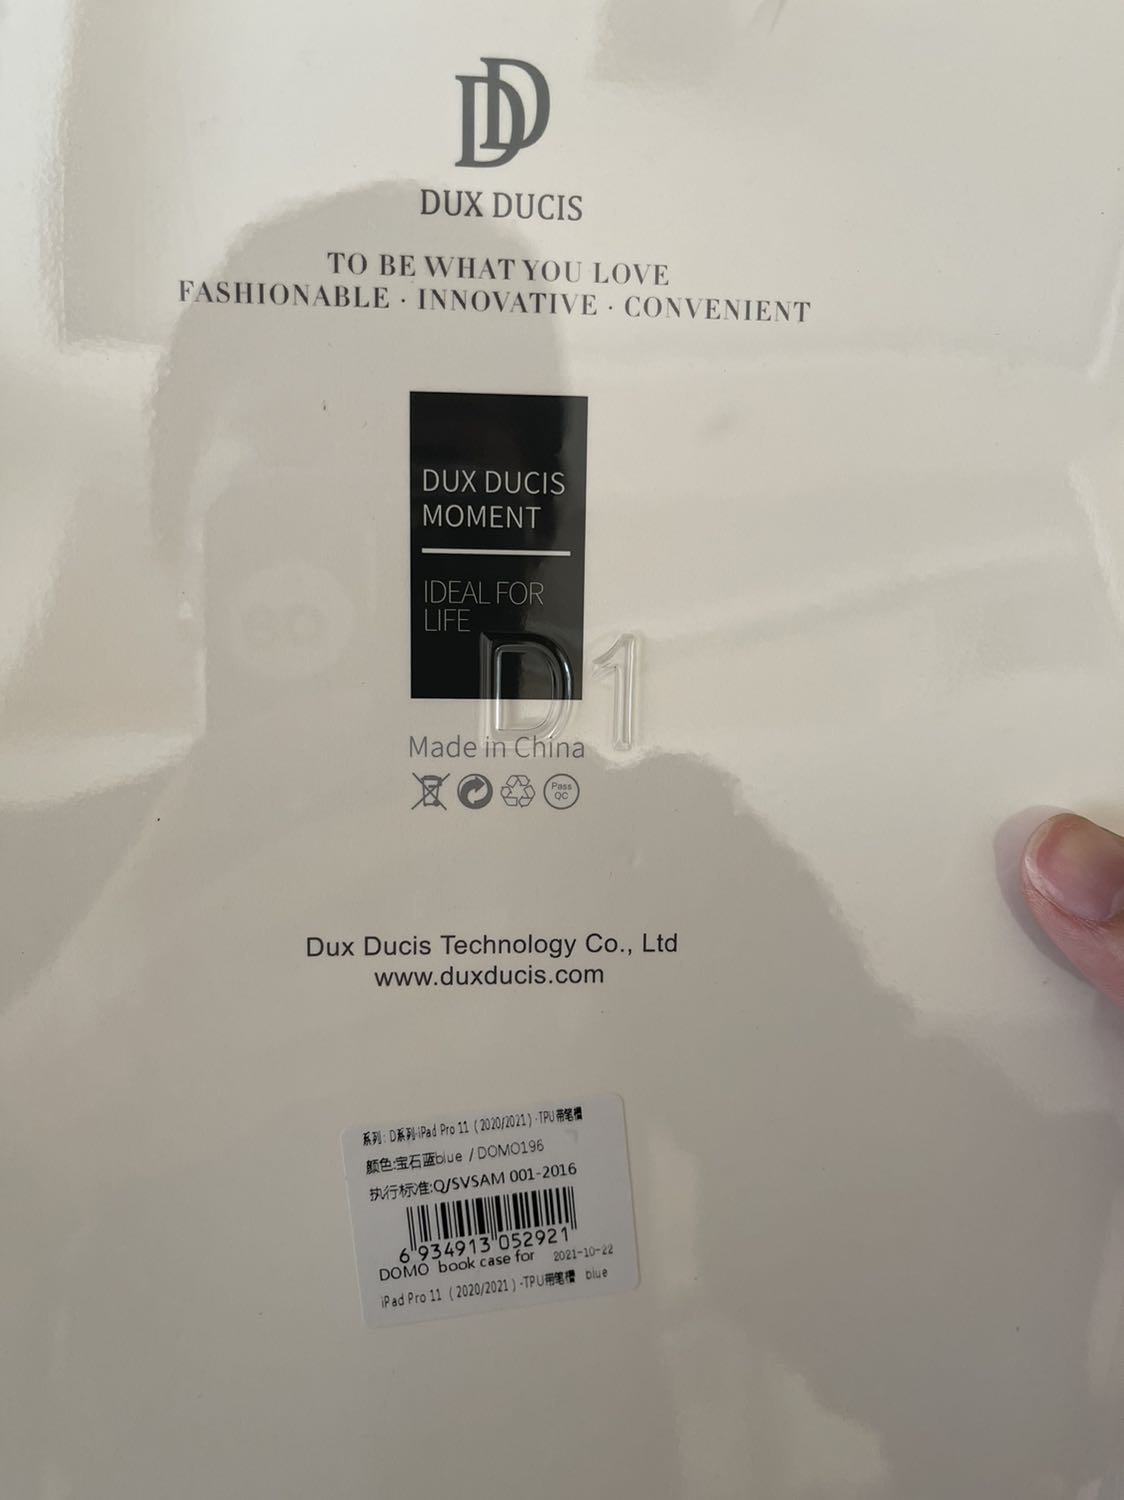 DD
DUX DUCIS
TO BE WHAT YOU LOVE
FASHIONABLE · INNOVATIVE · CONVENIENT
DUX DUCIS
MOMENT
IDEAL FOR
LIFE
D1
Made in China
Pass
QC
Dux Ducis Technology Co., Ltd
www.duxducis.com
系列: D系列-iPad Pro 11 (2020/2021) -TPU带笔槽
颜色:宝石蓝blue / DOMO196
执行标准:Q/SVSAM 001-2016
6 934913 052921
DOMO book case for 2021-10-22
iPad Pro 11 (2020/2021) -TPU带笔槽 blue